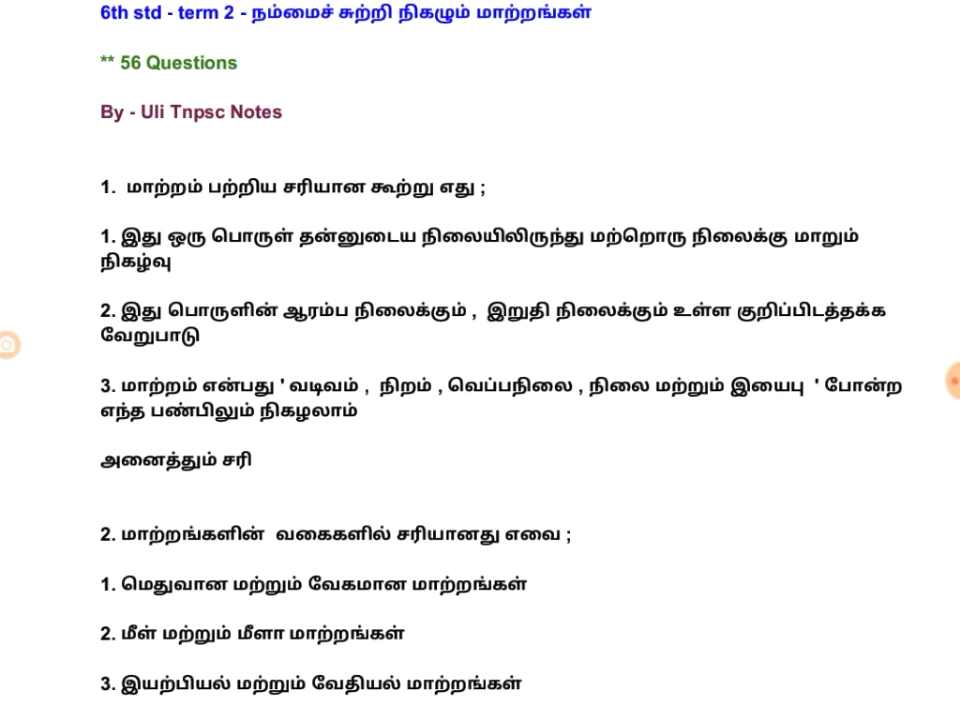 6th std - term 2 - நம்மைச் சுற்றி நிகழும் மாற்றங்கள்
** 56 Questions
By - Uli Tnpsc Notes
1. மாற்றம் பற்றிய சரியான கூற்று எது ;
1. இது ஒரு பொருள் தன்னுடைய நிலையிலிருந்து மற்றொரு நிலைக்கு மாறும்
நிகழ்வு
2. இது பொருளின் ஆரம்ப நிலைக்கும் , இறுதி நிலைக்கும் உள்ள குறிப்பிடத்தக்க
வேறுபாடு
3. மாற்றம் என்பது ' வடிவம் , நிறம் , வெப்பநிலை , நிலை மற்றும் இயைபு ' போன்ற
எந்த பண்பிலும் நிகழலாம்
அனைத்தும் சரி
2. மாற்றங்களின் வகைகளில் சரியானது எவை ;
1. மெதுவான மற்றும் வேகமான மாற்றங்கள்
2. மீள் மற்றும் மீளா மாற்றங்கள்
3. இயற்பியல் மற்றும் வேதியல் மாற்றங்கள்